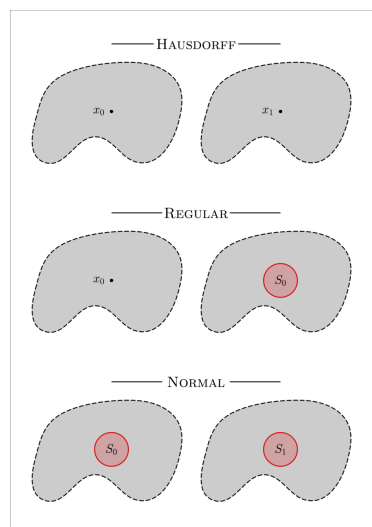 HAUSDORFF
x₀ x₁
REGULAR
x₀ S₀
NORMAL
S₀ S₁